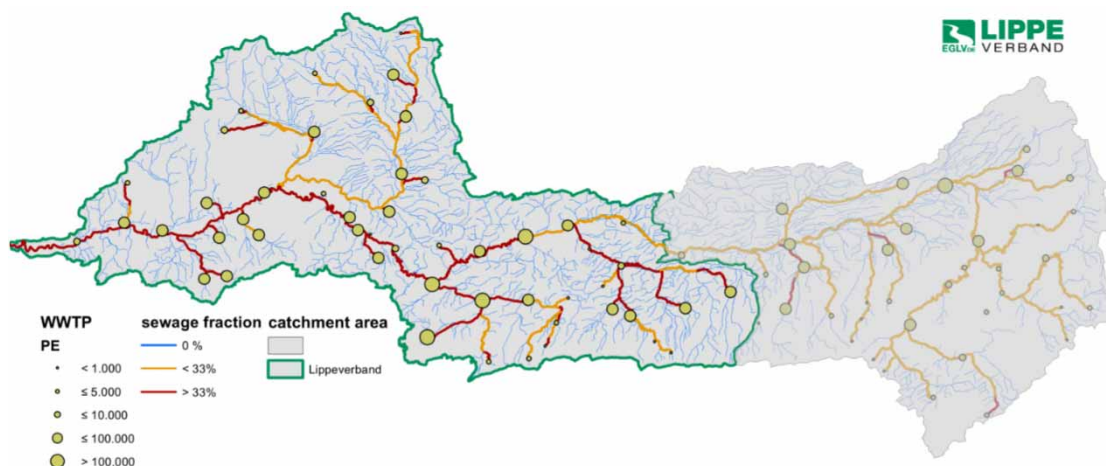 LIPPE
EGLV.DE VERBAND
WWTP
PE
< 1.000
≤ 5.000
≤ 10.000
≤ 100.000
> 100.000
sewage fraction
0 %
< 33%
> 33%
catchment area
Lippeverband